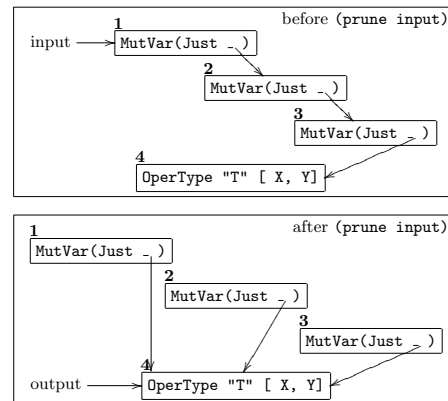 before (prune input)
1
input
MutVar(Just _ )
2
MutVar(Just _ )
3
MutVar(Just _ )
4
OperType "T" [ X, Y]
after (prune input)
1
MutVar(Just _ )
2
MutVar(Just _ )
3
MutVar(Just _ )
4
output
OperType "T" [ X, Y]